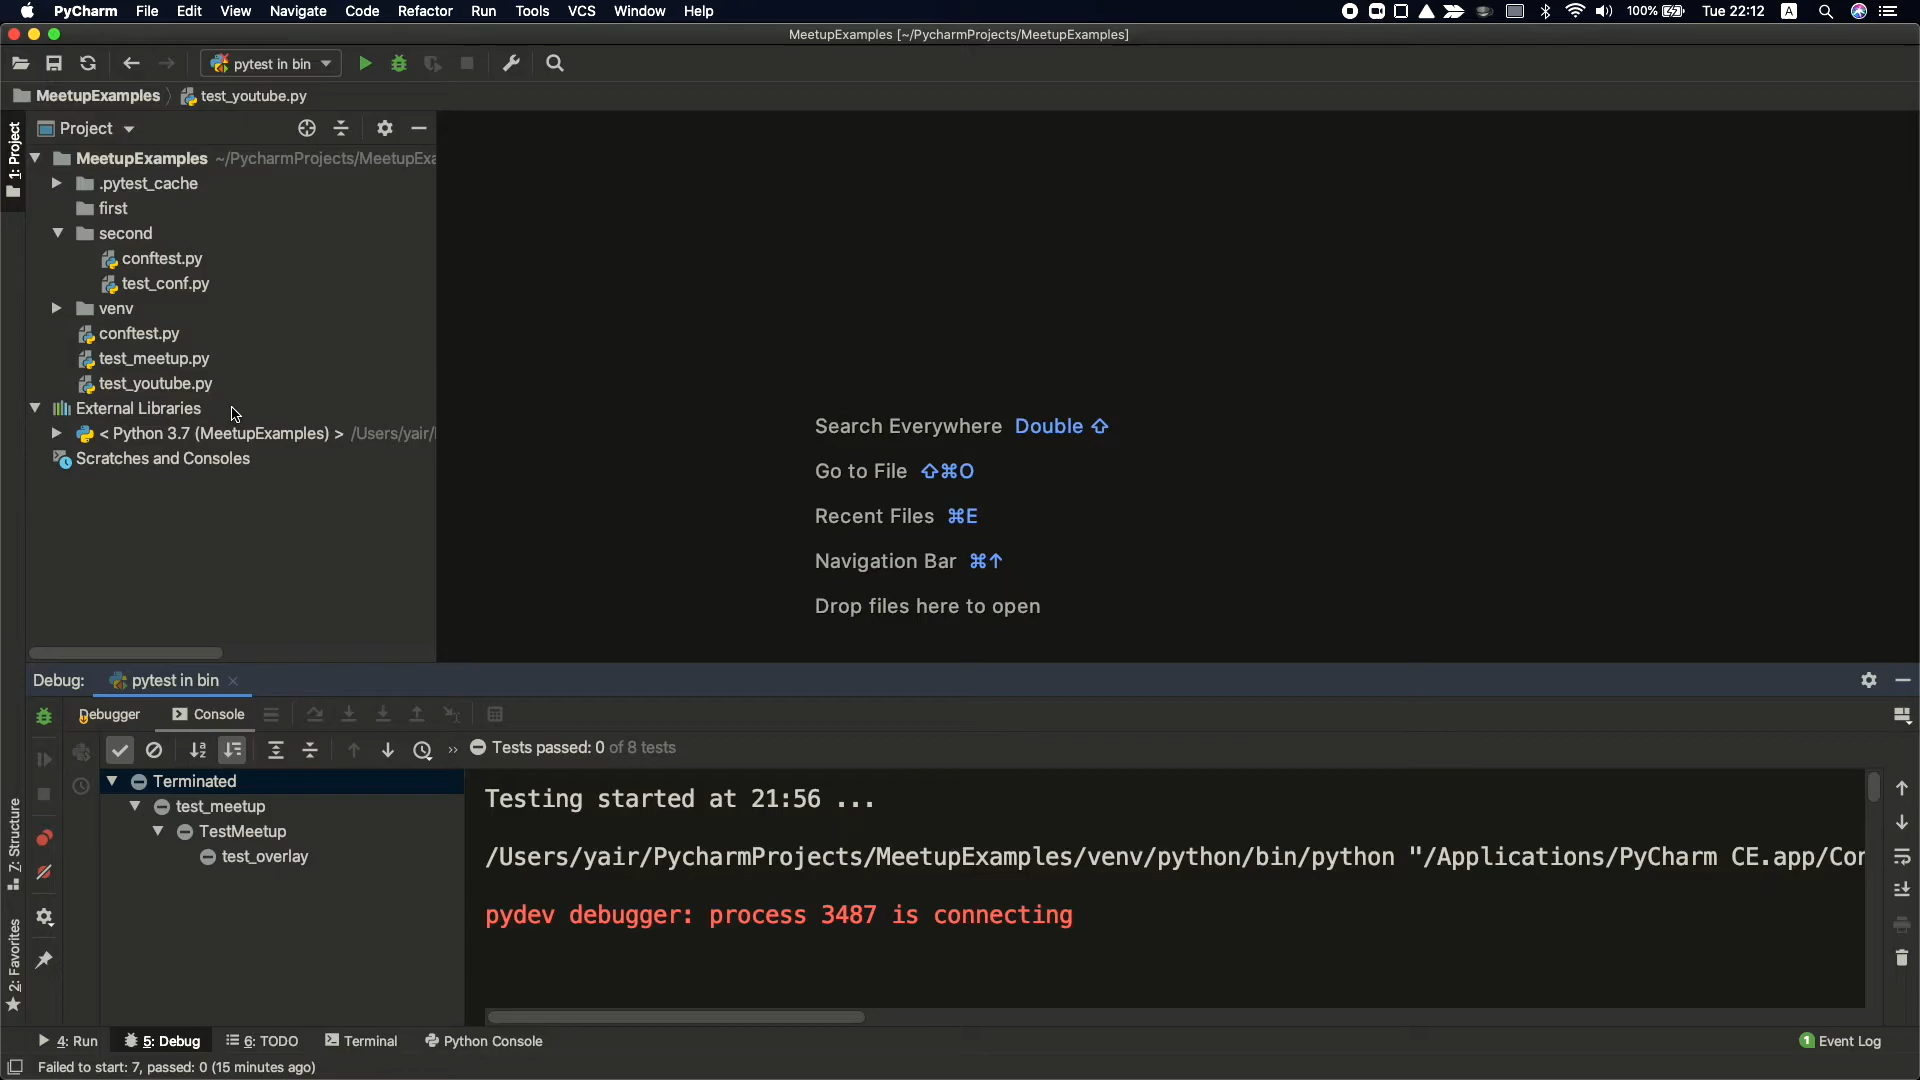 PyCharm File Edit View Navigate Code Refactor Run Tools VCS Window Help 100% Tue 22:12 A
MeetupExamples [~/PycharmProjects/MeetupExamples]
pytest in bin
MeetupExamples test_youtube.py
1: Project
Project
MeetupExamples ~/PycharmProjects/MeetupExa
.pytest_cache
first
second
conftest.py
test_conf.py
venv
conftest.py
test_meetup.py
test_youtube.py
External Libraries
< Python 3.7 (MeetupExamples) > /Users/yair/
Scratches and Consoles
Search Everywhere Double ⇧
Go to File ⇧⌘O
Recent Files ⌘E
Navigation Bar ⌘↑
Drop files here to open
Debug: pytest in bin
Debugger Console
Tests passed: 0 of 8 tests
Terminated
test_meetup
TestMeetup
test_overlay
Testing started at 21:56 ...
/Users/yair/PycharmProjects/MeetupExamples/venv/python/bin/python "/Applications/PyCharm CE.app/Cor
pydev debugger: process 3487 is connecting
Z: Structure
2: Favorites
4: Run 5: Debug 6: TODO Terminal Python Console 1 Event Log
Failed to start: 7, passed: 0 (15 minutes ago)